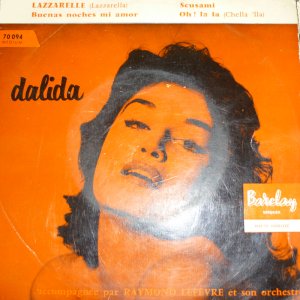 LAZZARELLE (Lazzarella)
Buenas noches mi amor
Scusami
Oh! la la (Chella 'lla)
70 094
MEDIUM
dalida
Barclay
accompagnée par RAYMOND LEFEVRE et son orchestre